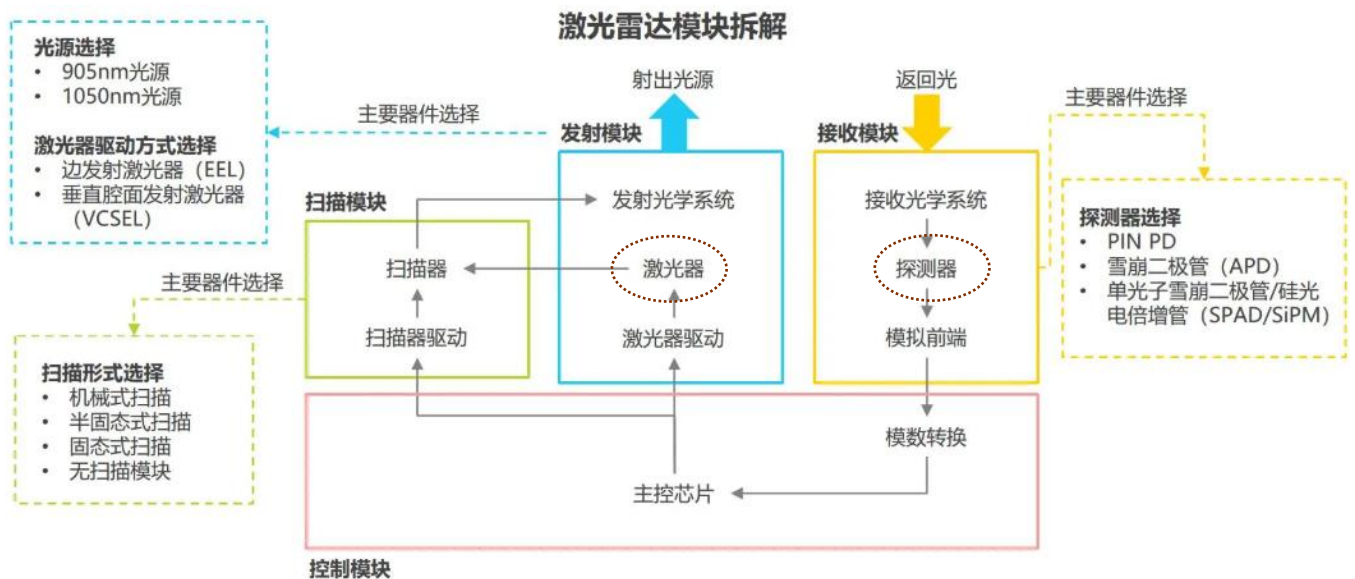 激光雷达模块拆解
光源选择
• 905nm光源
• 1050nm光源
激光器驱动方式选择
• 边发射激光器（EEL）
• 垂直腔面发射激光器
（VCSEL）
主要器件选择
射出光源
发射模块
发射光学系统
激光器
激光器驱动
返回光
接收模块
接收光学系统
探测器
模拟前端
主要器件选择
探测器选择
• PIN PD
• 雪崩二极管（APD）
• 单光子雪崩二极管/硅光
电倍增管（SPAD/SiPM）
扫描模块
扫描器
扫描器驱动
主要器件选择
扫描形式选择
• 机械式扫描
• 半固态式扫描
• 固态式扫描
• 无扫描模块
模数转换
主控芯片
控制模块